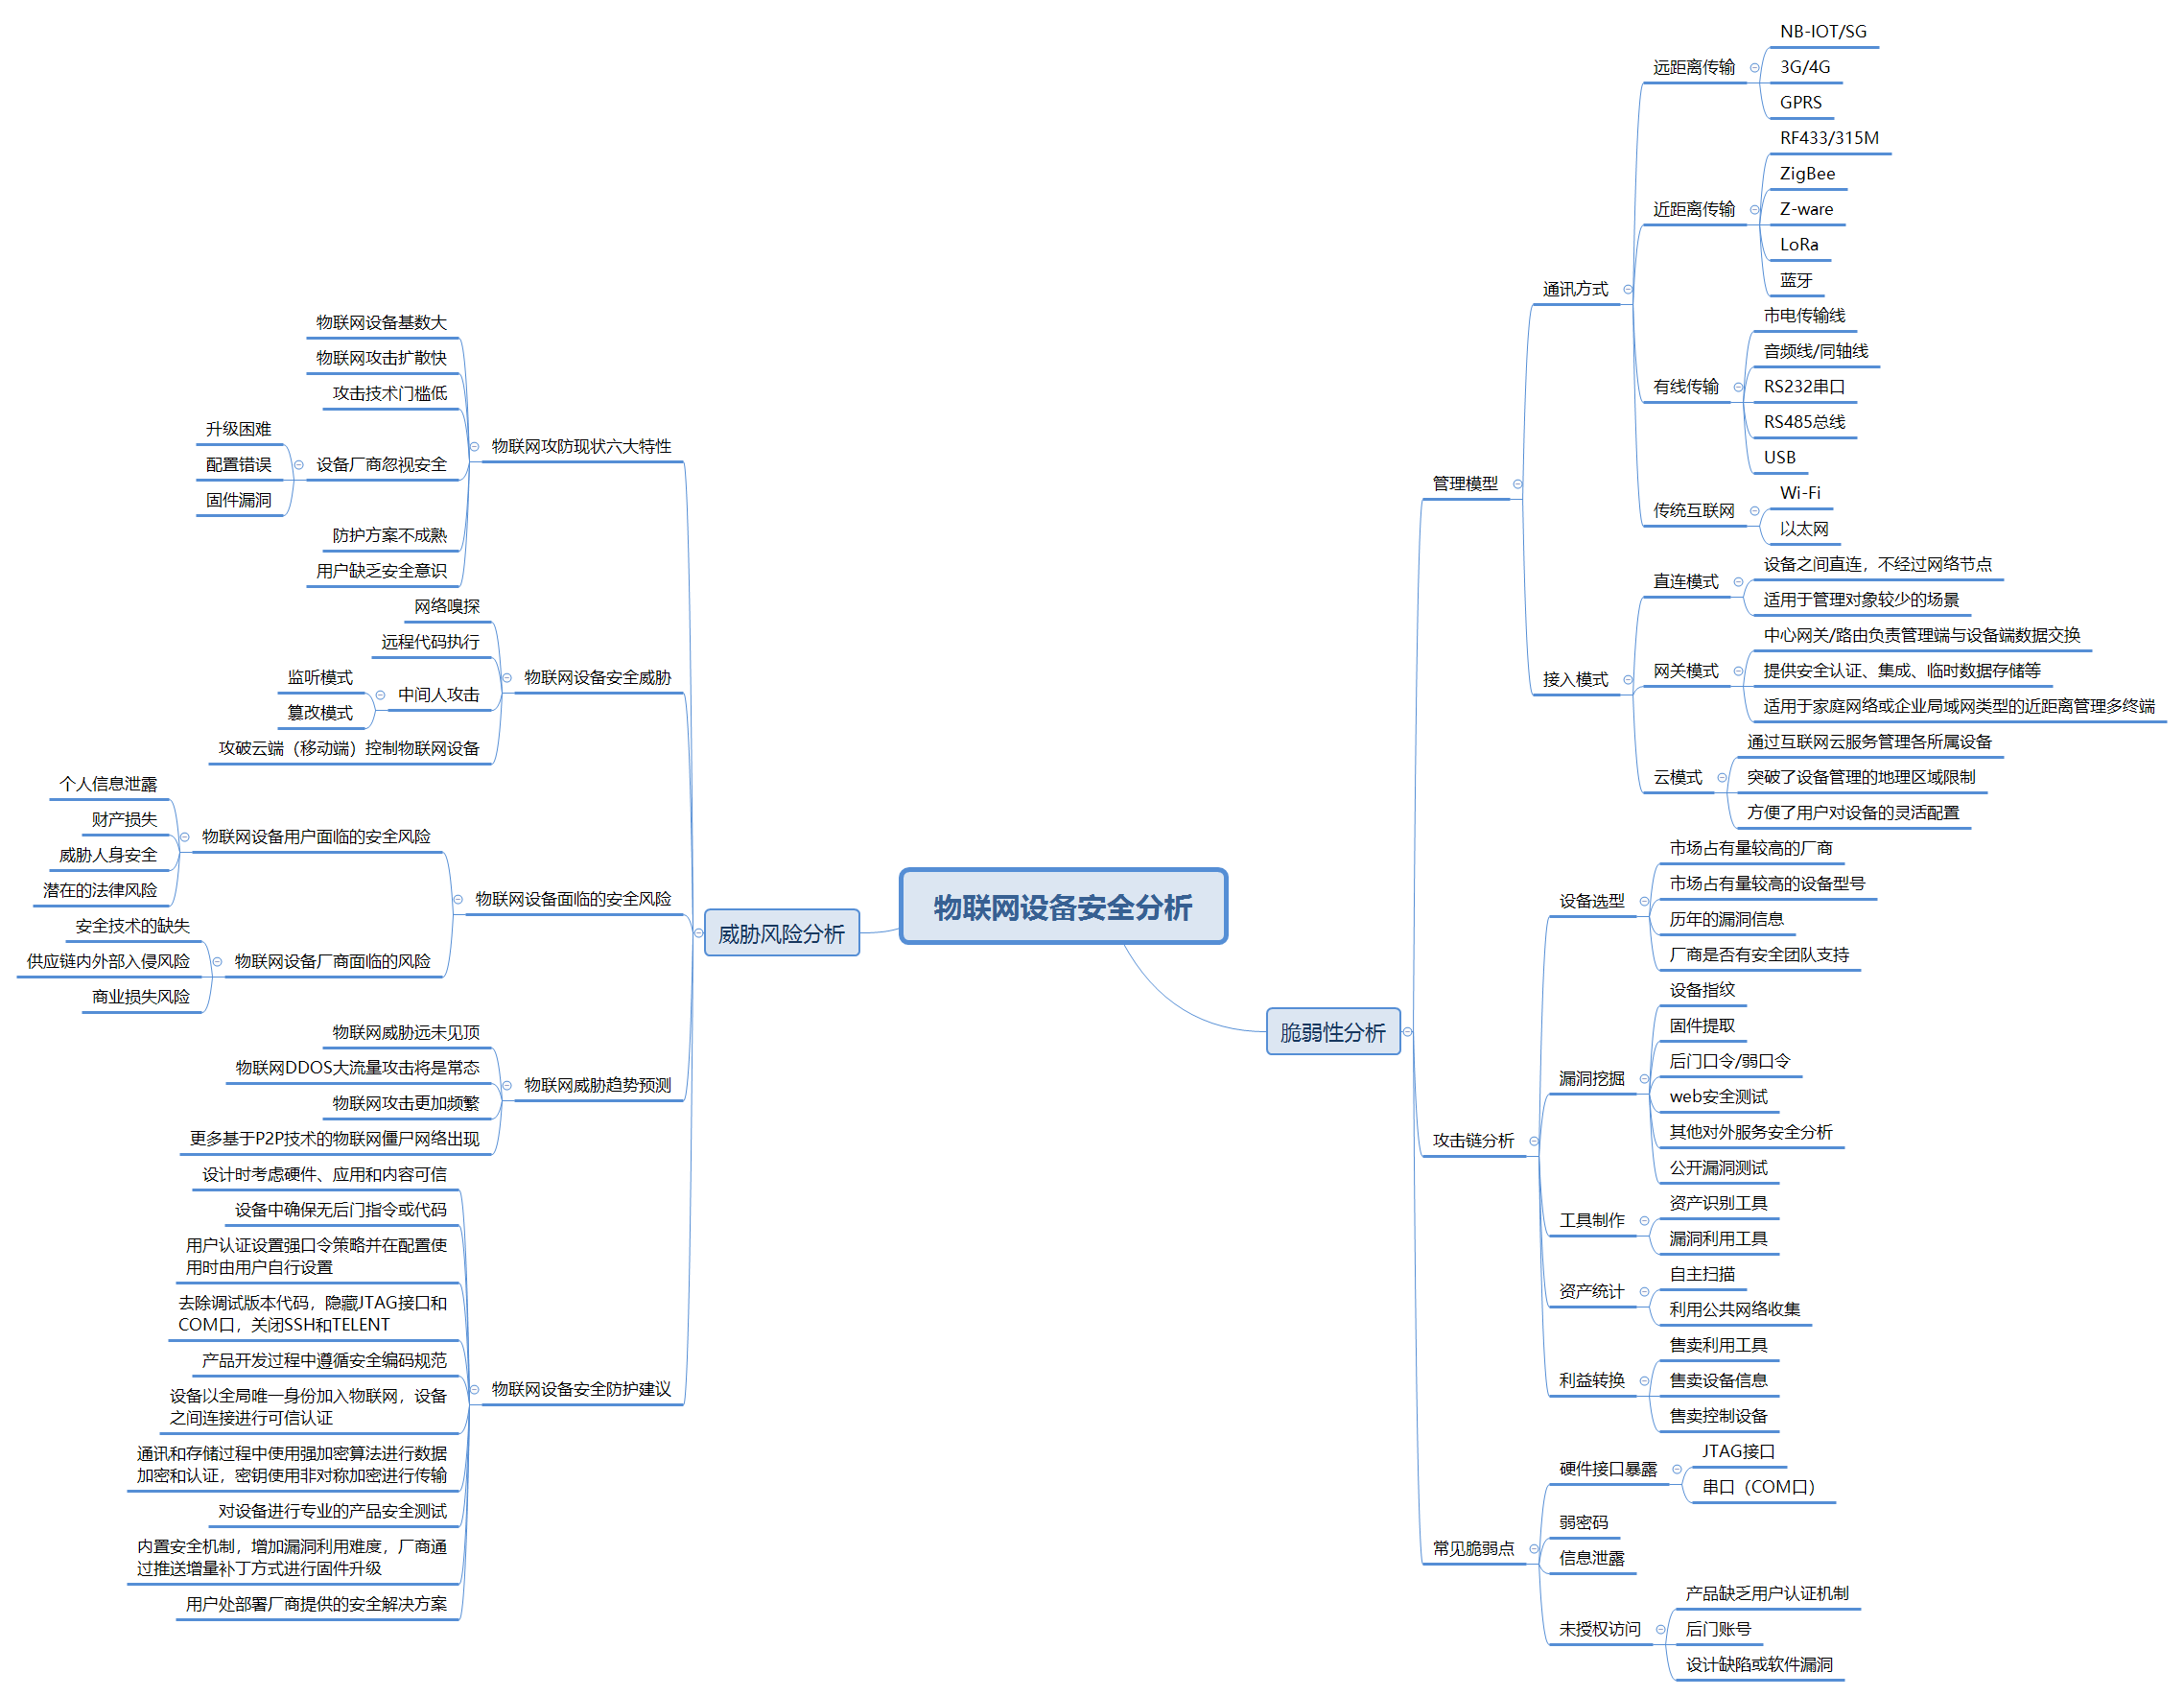 物联网设备安全分析
脆弱性分析
管理模型
通讯方式
远距离传输
NB-IOT/SG
3G/4G
GPRS
近距离传输
RF433/315M
ZigBee
Z-ware
LoRa
蓝牙
有线传输
市电传输线
音频线/同轴线
RS232串口
RS485总线
USB
传统互联网
Wi-Fi
以太网
接入模式
直连模式
设备之间直连，不经过网络节点
适用于管理对象较少的场景
网关模式
中心网关/路由负责管理端与设备端数据交换
提供安全认证、集成、临时数据存储等
适用于家庭网络或企业局域网类型的近距离管理多终端
云模式
通过互联网云服务管理各所属设备
突破了设备管理的地理区域限制
方便了用户对设备的灵活配置
攻击链分析
设备选型
市场占有量较高的厂商
市场占有量较高的设备型号
历年的漏洞信息
厂商是否有安全团队支持
漏洞挖掘
设备指纹
固件提取
后门口令/弱口令
web安全测试
其他对外服务安全分析
公开漏洞测试
工具制作
资产识别工具
漏洞利用工具
资产统计
自主扫描
利用公共网络收集
利益转换
售卖利用工具
售卖设备信息
售卖控制设备
常见脆弱点
硬件接口暴露
JTAG接口
串口（COM口）
弱密码
信息泄露
未授权访问
产品缺乏用户认证机制
后门账号
设计缺陷或软件漏洞
威胁风险分析
物联网攻防现状六大特性
物联网设备基数大
物联网攻击扩散快
攻击技术门槛低
设备厂商忽视安全
升级困难
配置错误
固件漏洞
防护方案不成熟
用户缺乏安全意识
物联网设备安全威胁
网络嗅探
远程代码执行
中间人攻击
监听模式
篡改模式
攻破云端（移动端）控制物联网设备
物联网设备面临的安全风险
物联网设备用户面临的安全风险
个人信息泄露
财产损失
威胁人身安全
潜在的法律风险
物联网设备厂商面临的风险
安全技术的缺失
供应链内外部入侵风险
商业损失风险
物联网威胁趋势预测
物联网威胁远未见顶
物联网DDOS大流量攻击将是常态
物联网攻击更加频繁
更多基于P2P技术的物联网僵尸网络出现
物联网设备安全防护建议
设计时考虑硬件、应用和内容可信
设备中确保无后门指令或代码
用户认证设置强口令策略并在配置使
用时由用户自行设置
去除调试版本代码，隐藏JTAG接口和
COM口，关闭SSH和TELENT
产品开发过程中遵循安全编码规范
设备以全局唯一身份加入物联网，设备
之间连接进行可信认证
通讯和存储过程中使用强加密算法进行数据
加密和认证，密钥使用非对称加密进行传输
对设备进行专业的产品安全测试
内置安全机制，增加漏洞利用难度，厂商通
过推送增量补丁方式进行固件升级
用户处部署厂商提供的安全解决方案